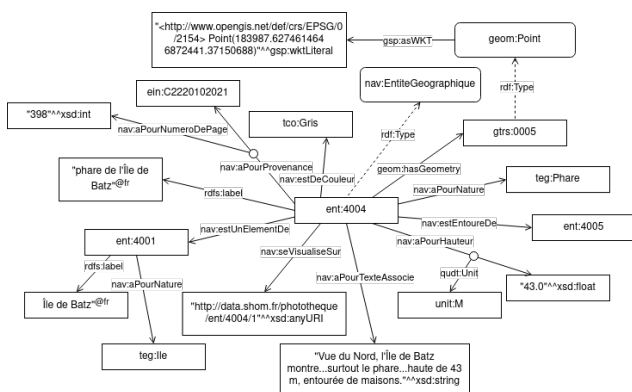 "<http://www.opengis.net/def/crs/EPSG/0
/2154> Point(183987.627461464
6872441.37150688)"^^gsp:wktLiteral
gsp:asWKT
geom:Point
ein:C2220102021
nav:EntiteGeographique
rdf:Type
"398"^^xsd:int
nav:aPourNumeroDePage
tco:Gris
rdf:Type
gtrs:0005
nav:aPourProvenance
nav:estDeCouleur
geom:hasGeometry
"phare de l'Île de
Batz"@fr
rdfs:label
nav:aPourNature
teg:Phare
ent:4004
nav:estUnElementDe
nav:estEntoureDe
ent:4005
ent:4001
nav:seVisualiseSur
nav:aPourHauteur
rdfs:label
nav:aPourNature
nav:aPourTexteAssocie
qudt:Unit
Île de Batz"@fr
"http://data.shom.fr/phototheque
/ent/4004/1"^^xsd:anyURI
unit:M
"43.0"^^xsd:float
teg:Ile
"Vue du Nord, l'Île de Batz
montre...surtout le phare...haute de 43
m, entourée de maisons."^^xsd:string